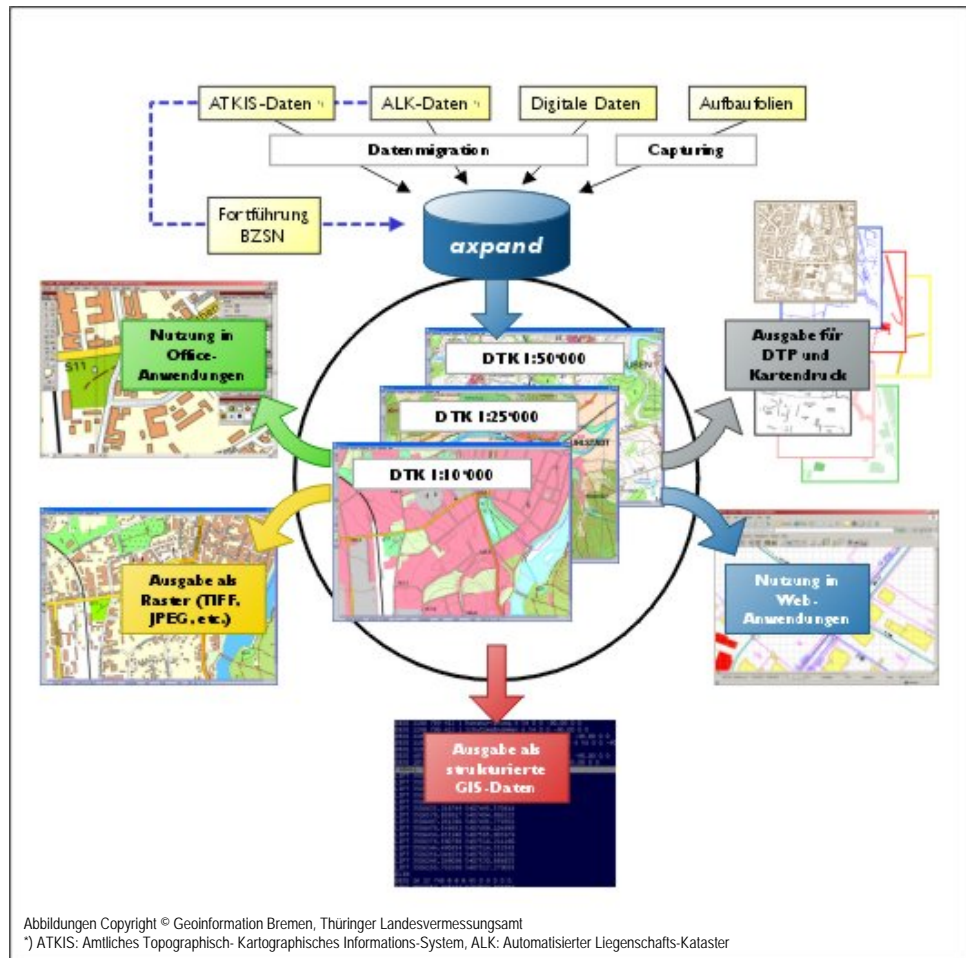 ATKIS-Daten *)
ALK-Daten *)
Digitale Daten
Aufbaufolien
Datenmigration
Capturing
Fortführung
BZSN
axpand
Nutzung in
Office-
Anwendungen
S11
DTK 1:50'000
DTK 1:25'000
DTK 1:10'000
Ausgabe für
DTP und
Kartendruck
Ausgabe als
Raster (TIFF,
JPEG, etc.)
Nutzung in
Web-
Anwendungen
Ausgabe als
strukturierte
GIS-Daten
Abbildungen Copyright © Geoinformation Bremen, Thüringer Landesvermessungsamt
*) ATKIS: Amtliches Topographisch- Kartographisches Informations-System, ALK: Automatisierter Liegenschafts-Kataster